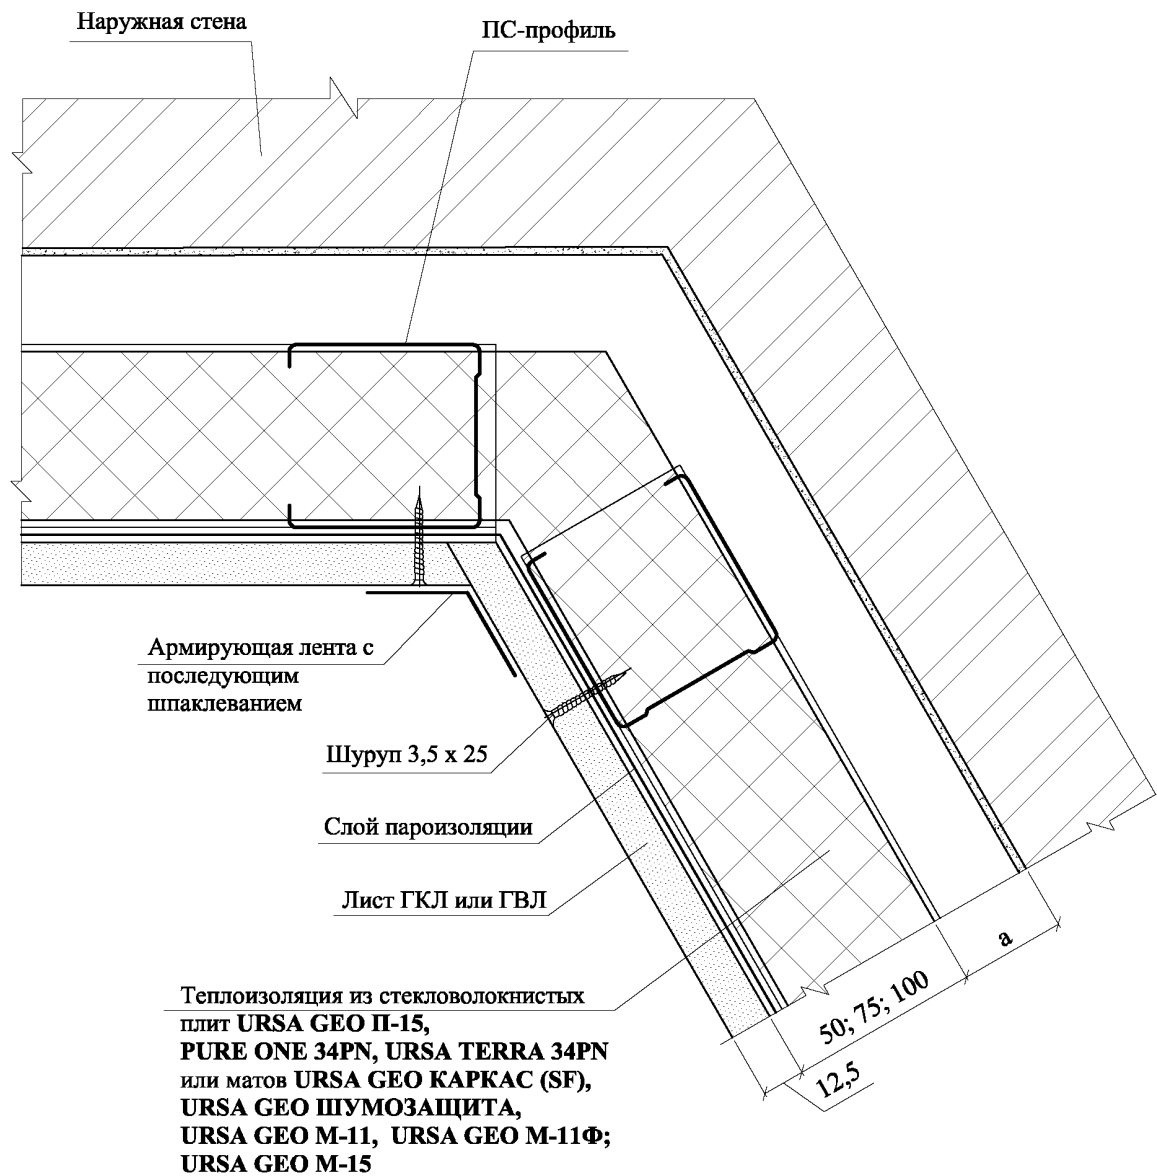 Наружная стена
ПС-профиль
Армирующая лента с
последующим
шпаклеванием
Шуруп 3,5 х 25
Слой пароизоляции
Лист ГКЛ или ГВЛ
Теплоизоляция из стекловолокнистых
плит URSA GEO П-15,
PURE ONE 34PN, URSA TERRA 34PN
или матов URSA GEO КАРКАС (SF),
URSA GEO ШУМОЗАЩИТА,
URSA GEO М-11, URSA GEO М-11Ф;
URSA GEO М-15
12,5
50; 75; 100
а